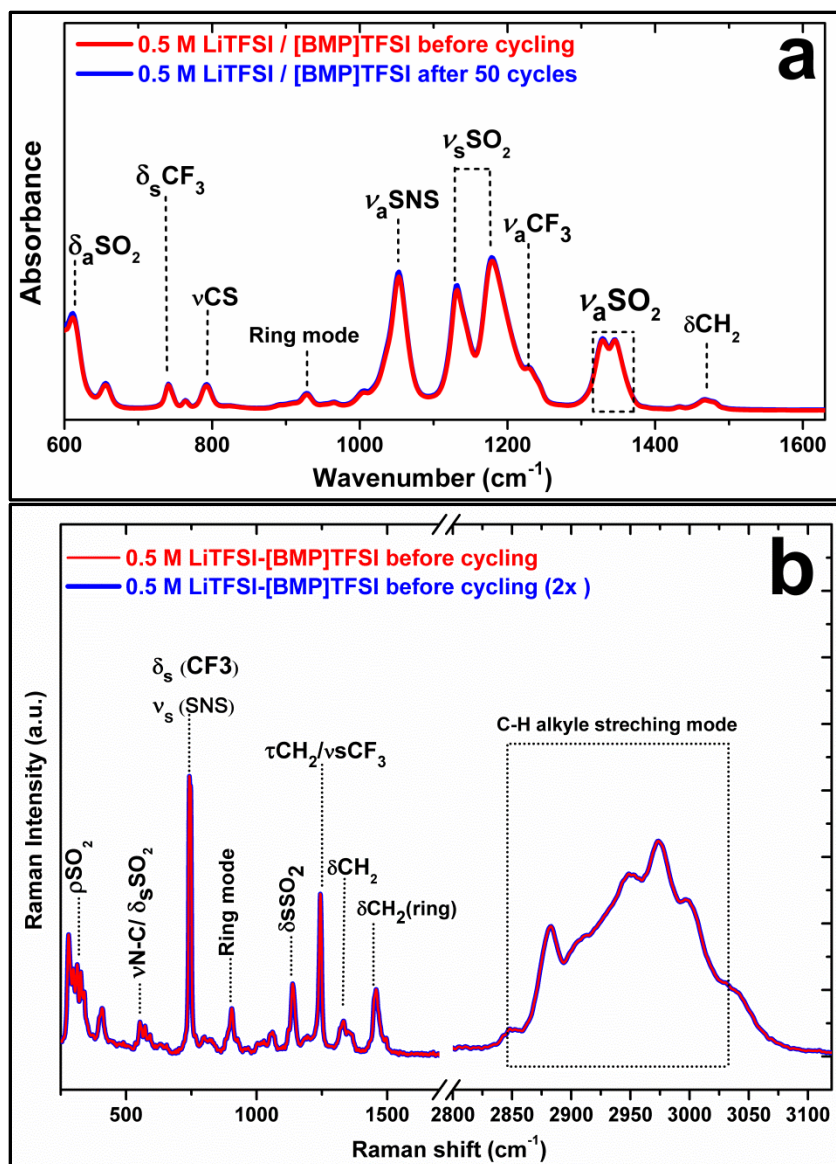 0.5 M LiTFSI / [BMP]TFSI before cycling
0.5 M LiTFSI / [BMP]TFSI after 50 cycles
a
Absorbance
δₐSO₂
δₛCF₃
νCS
Ring mode
νₐSNS
νₛSO₂
νₐCF₃
νₐSO₂
δCH₂
600 800 1000 1200 1400 1600
Wavenumber (cm⁻¹)
0.5 M LiTFSI-[BMP]TFSI before cycling
0.5 M LiTFSI-[BMP]TFSI before cycling (2x )
b
Raman Intensity (a.u.)
ρSO₂
νN-C/ δₛSO₂
δₛ (CF3)
νₛ (SNS)
Ring mode
δsSO₂
τCH₂/νsCF₃
δCH₂
δCH₂(ring)
C-H alkyle streching mode
500 1000 1500 2800 2850 2900 2950 3000 3050 3100
Raman shift (cm⁻¹)